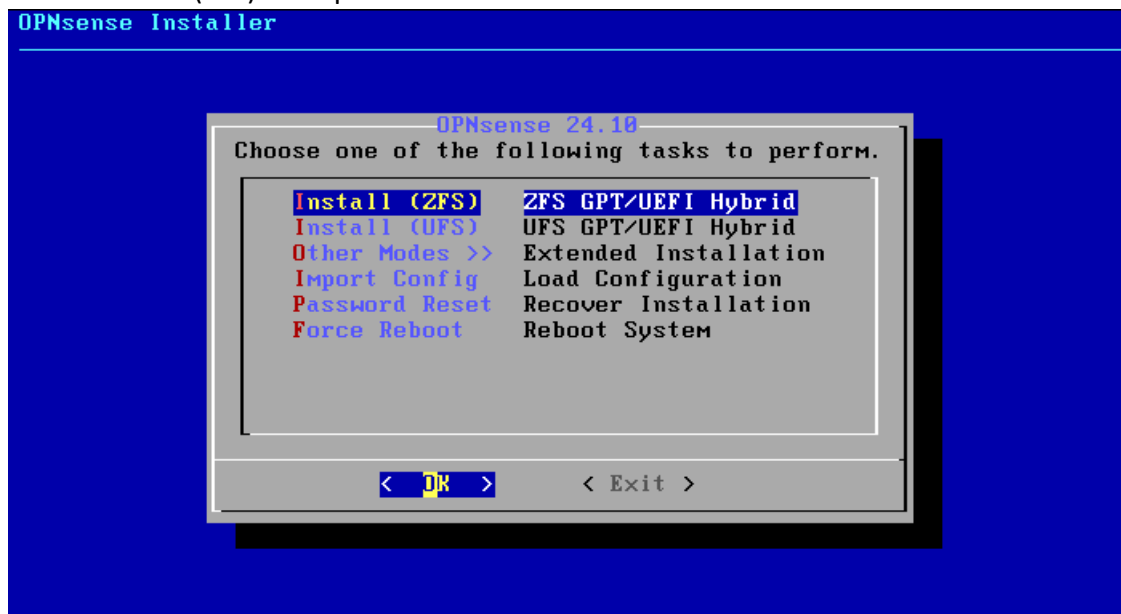 OPNsense Installer
OPNsense 24.10
Choose one of the following tasks to perform.
Install (ZFS) ZFS GPT/UEFI Hybrid
Install (UFS) UFS GPT/UEFI Hybrid
Other Modes >> Extended Installation
Import Config Load Configuration
Password Reset Recover Installation
Force Reboot Reboot System
< OK > < Exit >